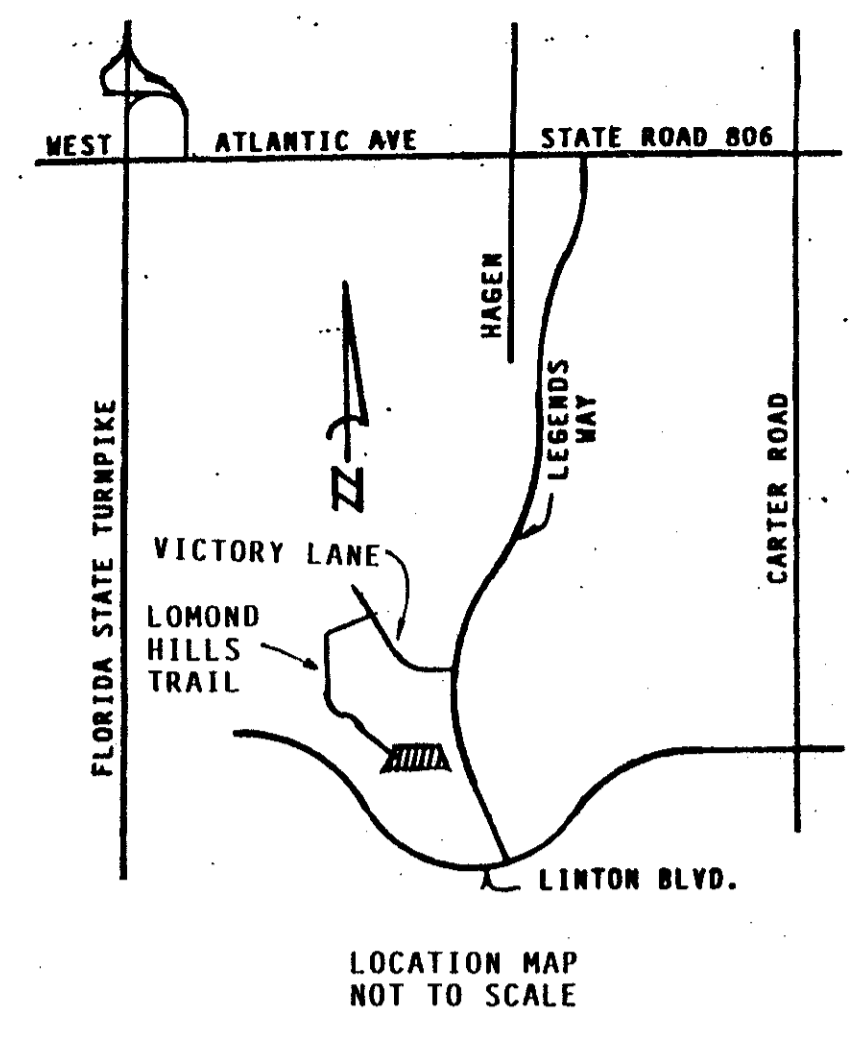 WEST ATLANTIC AVE STATE ROAD 806
HAGEN
LEGENDS
WAY
CARTER ROAD
FLORIDA STATE TURNPIKE
N
VICTORY LANE
LOMOND
HILLS
TRAIL
LINTON BLVD.
LOCATION MAP
NOT TO SCALE